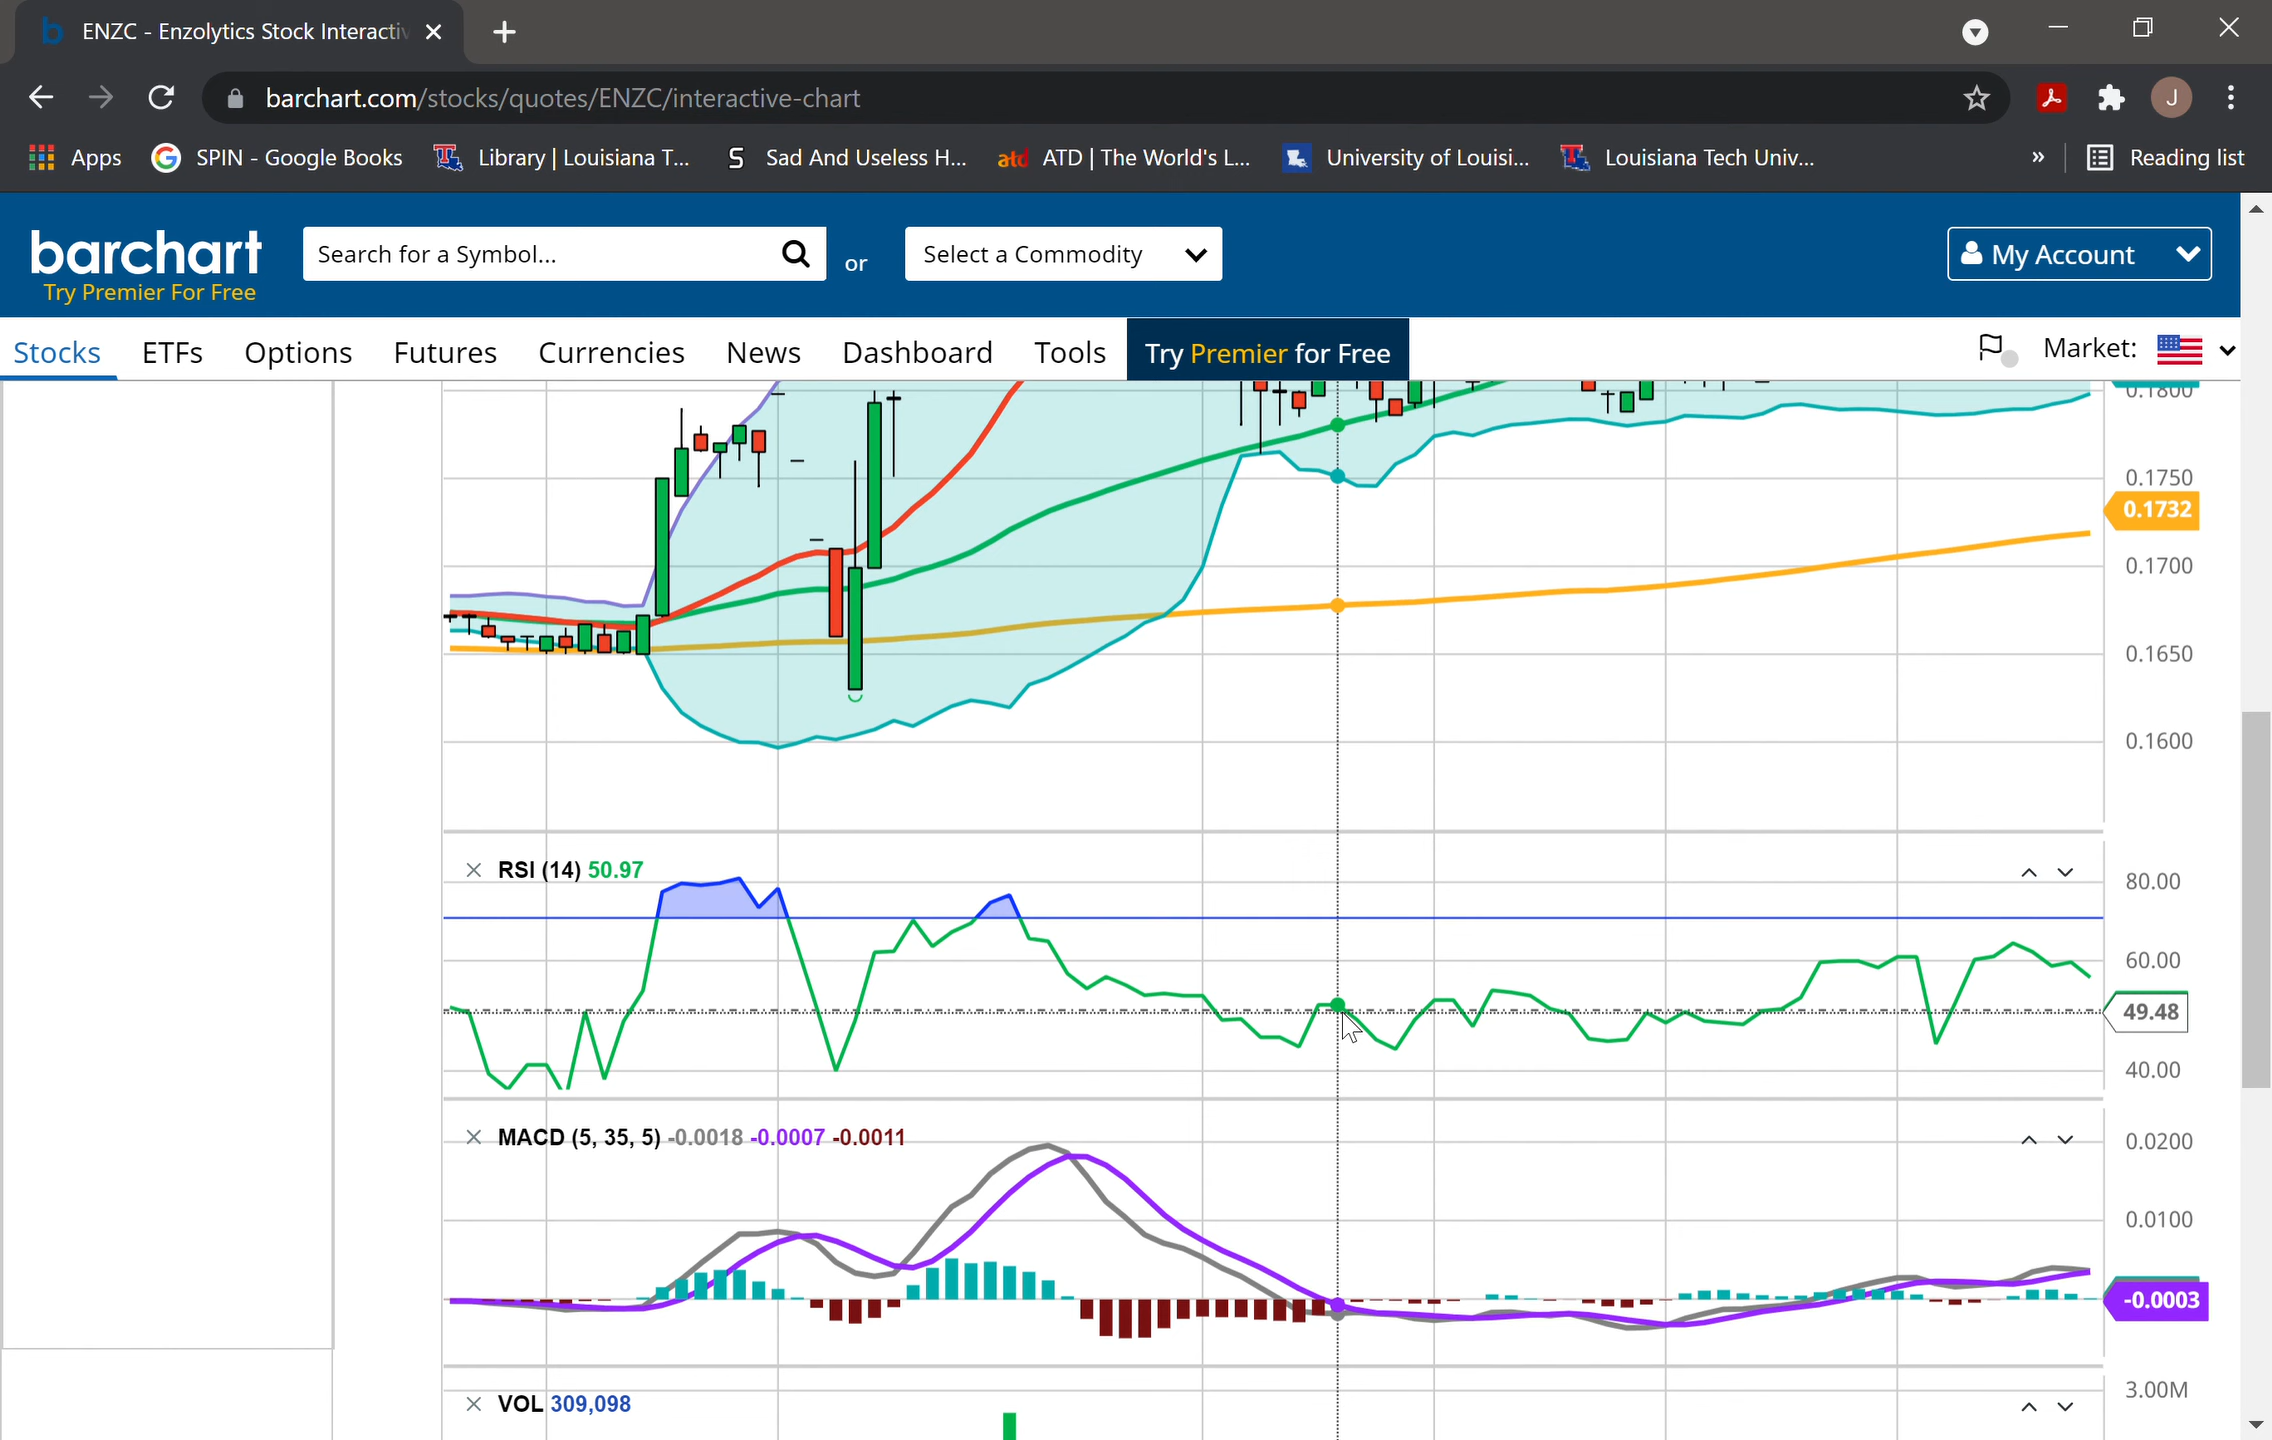 ENZC - Enzolytics Stock Interactiv
barchart.com/stocks/quotes/ENZC/interactive-chart
J
Apps
SPIN - Google Books
Library | Louisiana T...
Sad And Useless H...
atd ATD | The World's L...
University of Louisi...
Louisiana Tech Univ...
»
Reading list
barchart
Try Premier For Free
Search for a Symbol...
or
Select a Commodity
My Account
Stocks
ETFs
Options
Futures
Currencies
News
Dashboard
Tools
Try Premier for Free
Market:
0.1800
0.1750
0.1732
0.1700
0.1650
0.1600
RSI (14) 50.97
80.00
60.00
49.48
40.00
MACD (5, 35, 5) -0.0018 -0.0007 -0.0011
0.0200
0.0100
-0.0003
VOL 309,098
3.00M